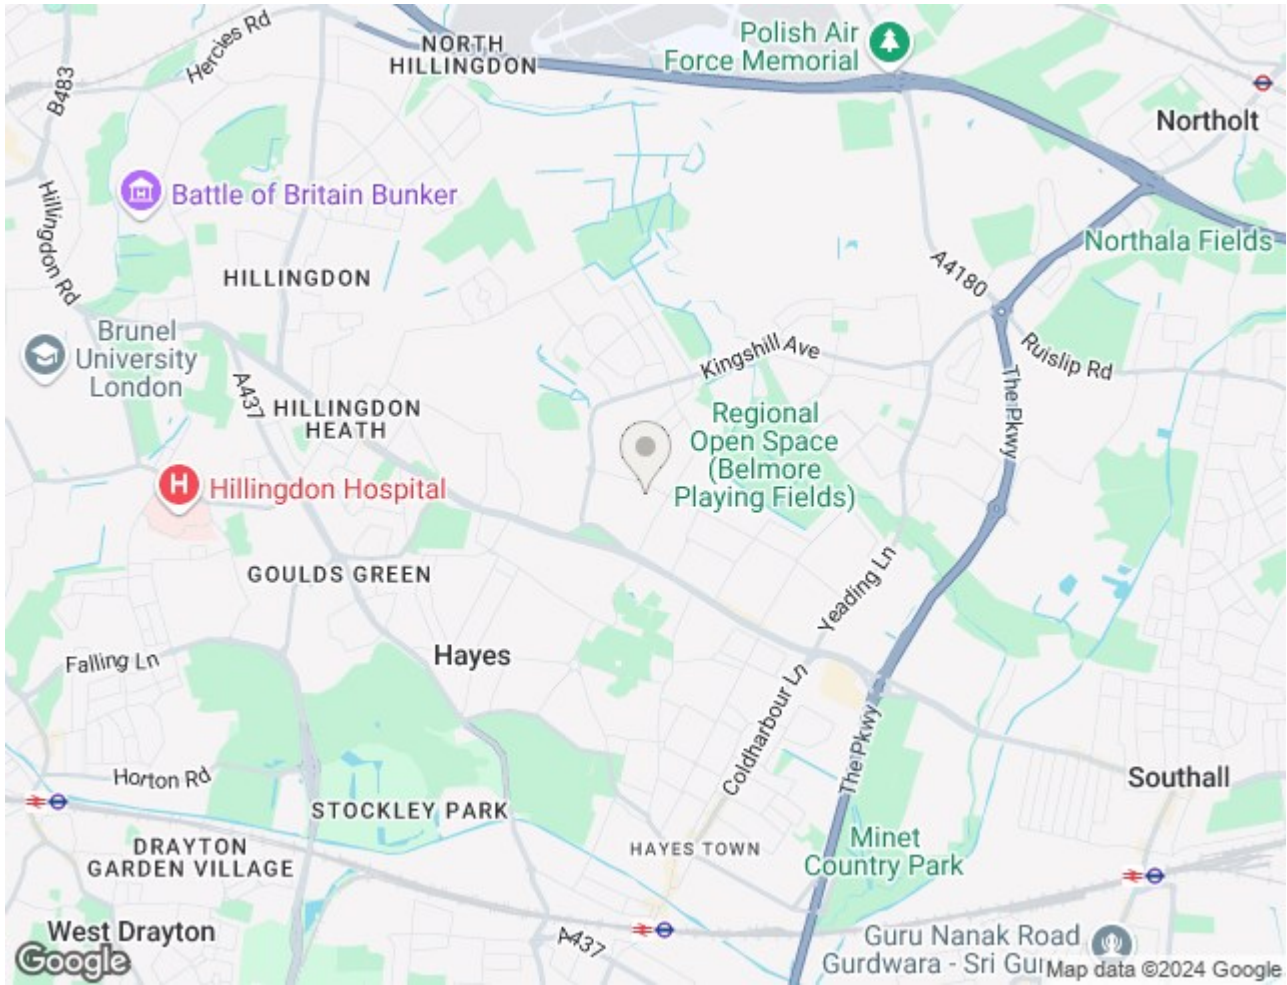 Hercies Rd
NORTH
HILLINGDON
Polish Air
Force Memorial
B483
Northolt
Hillingdon Rd
Battle of Britain Bunker
Northala Fields
HILLINGDON
A4180
Brunel
University
London
Kingshill Ave
Ruislip Rd
A437
The Pkwy
HILLINGDON
HEATH
Regional
Open Space
(Belmore
Playing Fields)
H
Hillingdon Hospital
GOULDS GREEN
Yeading Ln
Falling Ln
Hayes
Coldharbour Ln
The Pkwy
Horton Rd
Southall
STOCKLEY PARK
DRAYTON
GARDEN VILLAGE
HAYES TOWN
Minet
Country Park
West Drayton
A437
Guru Nanak Road
Gurdwara - Sri Gur
Google
Map data ©2024 Google